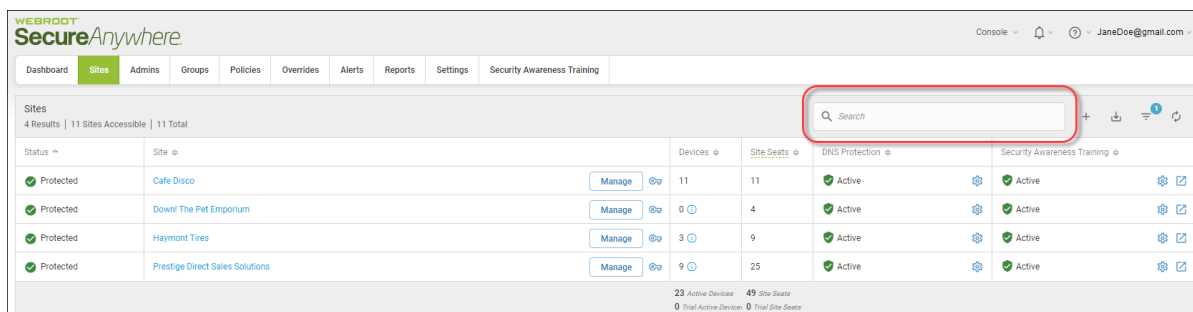 WEBROOT
SecureAnywhere.
Console JaneDoe@gmail.com
Dashboard Sites Admins Groups Policies Overrides Alerts Reports Settings Security Awareness Training
Sites
4 Results | 11 Sites Accessible | 11 Total
Search
1
Status Site Devices Site Seats DNS Protection Security Awareness Training
Protected Cafe Disco Manage 11 11 Active Active
Protected Down! The Pet Emporium Manage 0 4 Active Active
Protected Haymont Tires Manage 3 9 Active Active
Protected Prestige Direct Sales Solutions Manage 9 25 Active Active
23 Active Devices 49 Site Seats
0 Trial Active Devices 0 Trial Site Seats